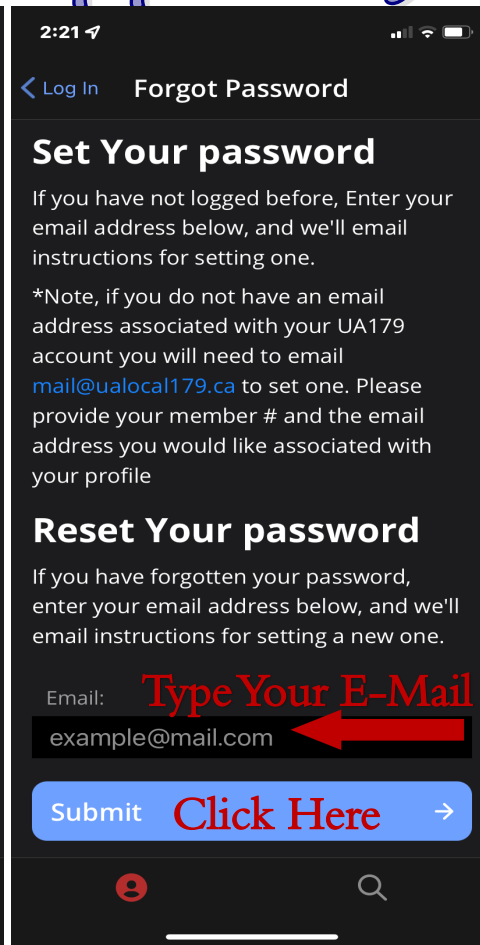 2:21
Log In Forgot Password
Set Your password
If you have not logged before, Enter your
email address below, and we'll email
instructions for setting one.
*Note, if you do not have an email
address associated with your UA179
account you will need to email
mail@ualocal179.ca to set one. Please
provide your member # and the email
address you would like associated with
your profile
Reset Your password
If you have forgotten your password,
enter your email address below, and we'll
email instructions for setting a new one.
Email: Type Your E-Mail
example@mail.com
Submit Click Here